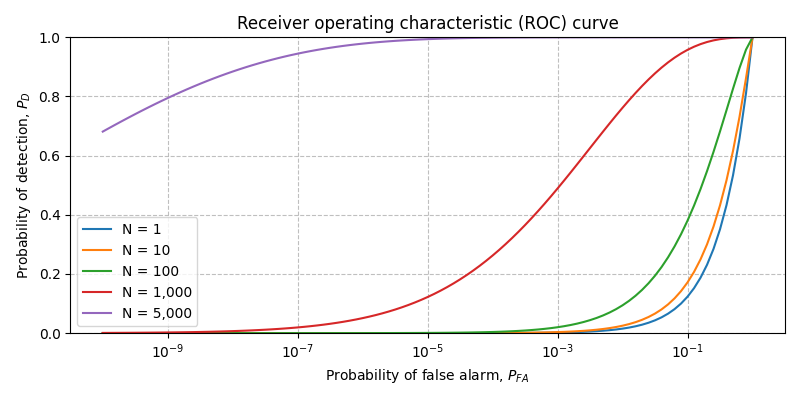 Receiver operating characteristic (ROC) curve
Probability of detection, $P_D$
1.0
0.8
0.6
0.4
0.2
0.0
N = 1
N = 10
N = 100
N = 1,000
N = 5,000
10⁻⁹ 10⁻⁷ 10⁻⁵ 10⁻³ 10⁻¹
Probability of false alarm, $P_{FA}$